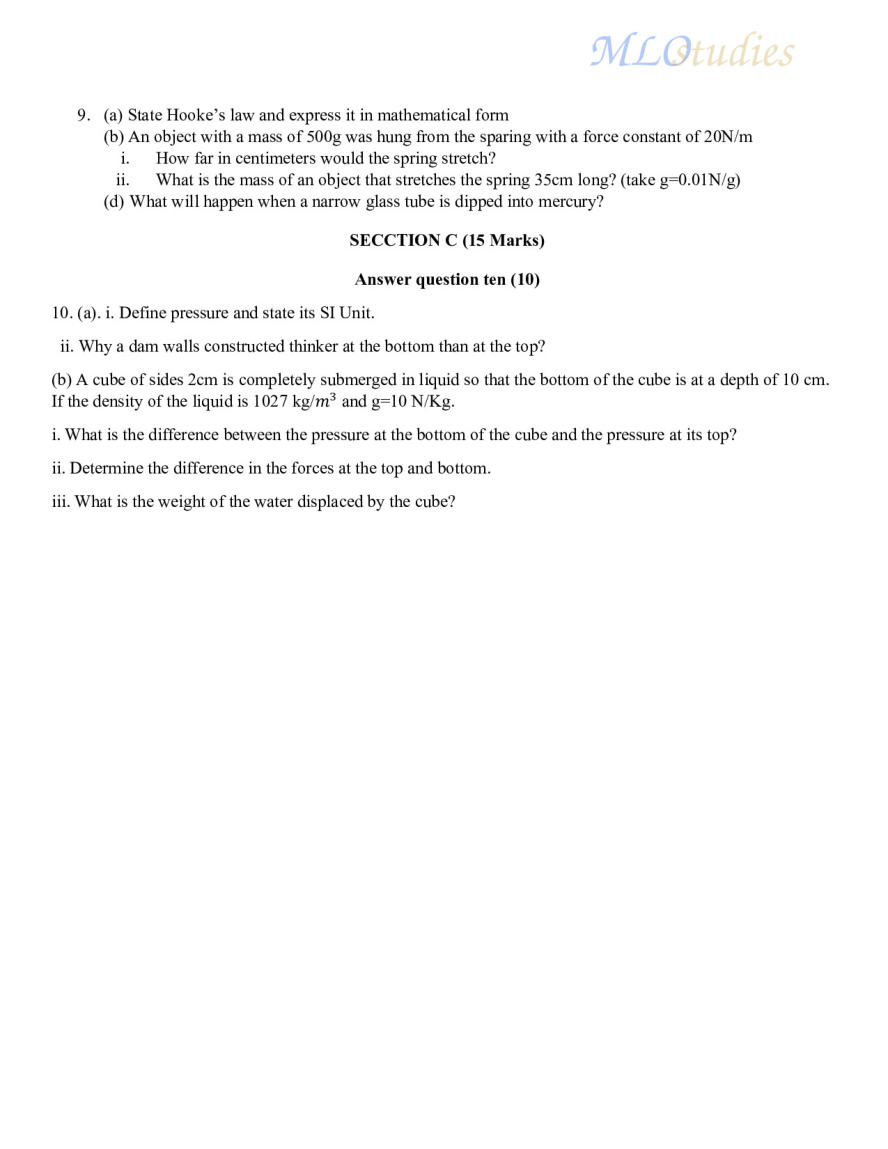 MLOstudies
9. (a) State Hooke’s law and express it in mathematical form
(b) An object with a mass of 500g was hung from the sparing with a force constant of 20N/m
i. How far in centimeters would the spring stretch?
ii. What is the mass of an object that stretches the spring 35cm long? (take g=0.01N/g)
(d) What will happen when a narrow glass tube is dipped into mercury?
SECCTION C (15 Marks)
Answer question ten (10)
10. (a). i. Define pressure and state its SI Unit.
ii. Why a dam walls constructed thinker at the bottom than at the top?
(b) A cube of sides 2cm is completely submerged in liquid so that the bottom of the cube is at a depth of 10 cm.
If the density of the liquid is 1027 kg/m³ and g=10 N/Kg.
i. What is the difference between the pressure at the bottom of the cube and the pressure at its top?
ii. Determine the difference in the forces at the top and bottom.
iii. What is the weight of the water displaced by the cube?